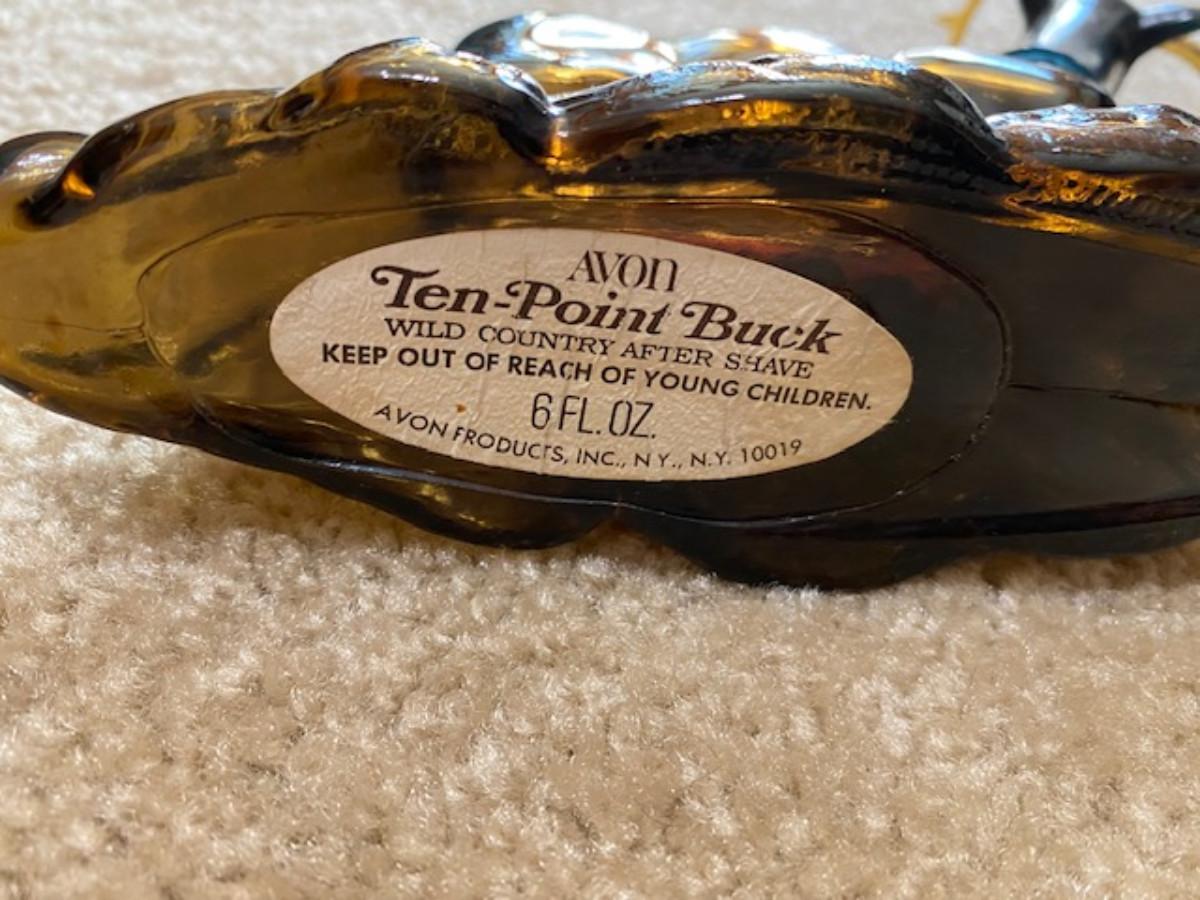 AVON
Ten-Point Buck
WILD COUNTRY AFTER SHAVE
KEEP OUT OF REACH OF YOUNG CHILDREN.
6 FL. OZ.
AVON PRODUCTS, INC., N.Y., N.Y. 10019